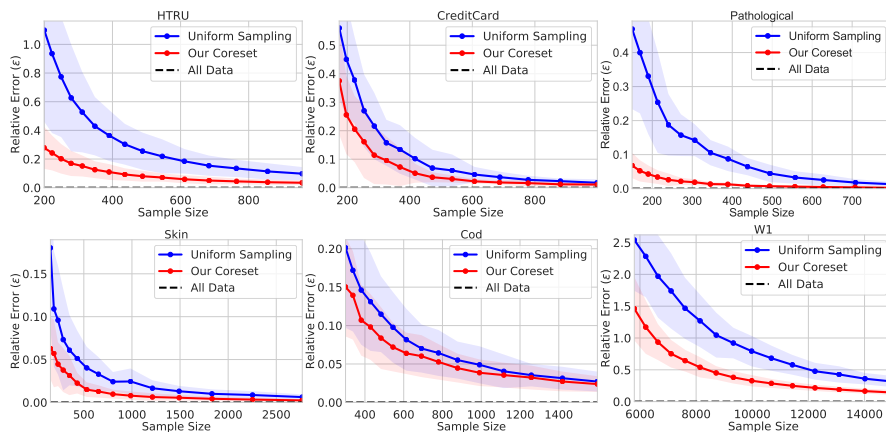 HTRU
Relative Error (ε)
1.0
0.8
0.6
0.4
0.2
0.0
Uniform Sampling
Our Coreset
All Data
200
400
600
800
Sample Size
CreditCard
Relative Error (ε)
0.5
0.4
0.3
0.2
0.1
0.0
Uniform Sampling
Our Coreset
All Data
200
400
600
800
Sample Size
Pathological
Relative Error (ε)
0.4
0.2
0.0
Uniform Sampling
Our Coreset
All Data
200
300
400
500
600
700
Sample Size
Skin
Relative Error (ε)
0.15
0.10
0.05
0.00
Uniform Sampling
Our Coreset
All Data
500
1000
1500
2000
2500
Sample Size
Cod
Relative Error (ε)
0.20
0.15
0.10
0.05
0.00
Uniform Sampling
Our Coreset
All Data
400
600
800
1000
1200
1400
Sample Size
W1
Relative Error (ε)
2.5
2.0
1.5
1.0
0.5
0.0
Uniform Sampling
Our Coreset
All Data
6000
8000
10000
12000
14000
Sample Size